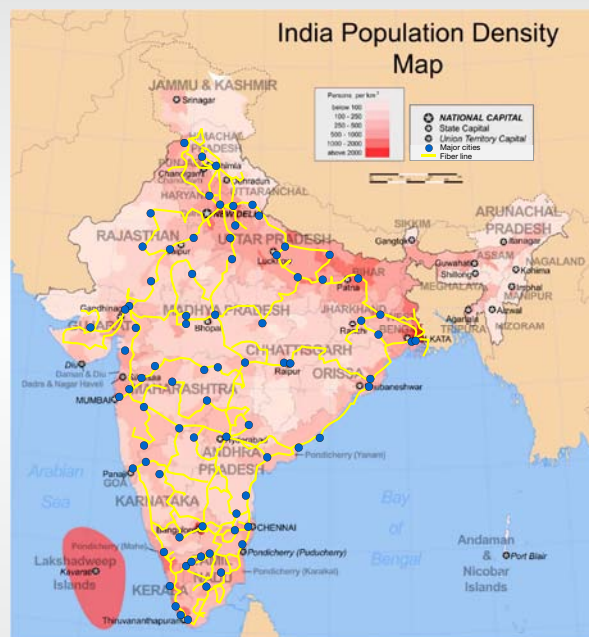 India Population Density
Map
Persons per km²
below 100
100 - 250
250 - 500
500 - 1000
1000 - 2000
above 2000
NATIONAL CAPITAL
State Capital
Union Territory Capital
Major cities
Fiber line
JAMMU & KASHMIR
Srinagar
HIMACHAL
PRADESH
Shimla
Chandigarh
Dehradun
UTTARANCHAL
HARYANA
NEW DELHI
ARUNACHAL
PRADESH
SIKKIM
Gangtok
Itanagar
RAJASTHAN
Jaipur
UTTAR PRADESH
ASSAM
NAGALAND
Guwahati
Kohima
BIHAR
Patna
Shillong
MEGHALAYA
Imphal
MANIPUR
Gandhinagar
MADHYA PRADESH
JHARKHAND
Agartala
Aizwal
TRIPURA
MIZORAM
Bhopal
CHHATTISGARH
Raipur
ORISSA
Diu
Daman & Diu
Dadra & Nagar Haveli
MAHARASHTRA
MUMBAI
Hyderabad
Arabian
Sea
ANDHRA
PRADESH
Pondicherry (Yanam)
Panaji
GOA
KARNATAKA
Bay
of
Bengal
CHENNAI
Pondicherry (Mahe)
Pondicherry (Puducherry)
Andaman
&
Nicobar
Islands
Port Blair
Lakshadweep
Kavaratti
Islands
TAMIL
NADU
Pondicherry (Karaikal)
KERALA
Thiruvananthapuram